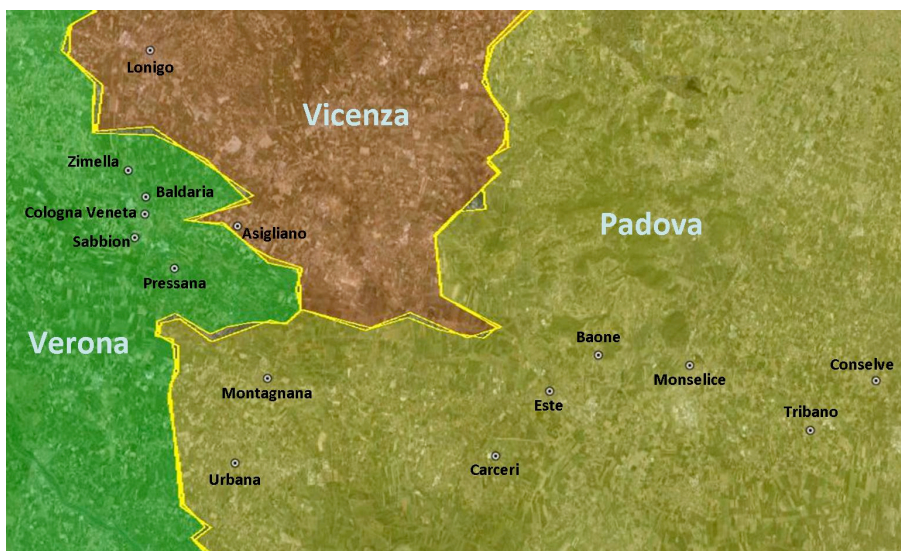 Lonigo
Vicenza
Zimella
Baldaria
Cologna Veneta
Sabbion
Asigliano
Padova
Pressana
Verona
Baone
Conselve
Monselice
Montagnana
Este
Tribano
Carceri
Urbana